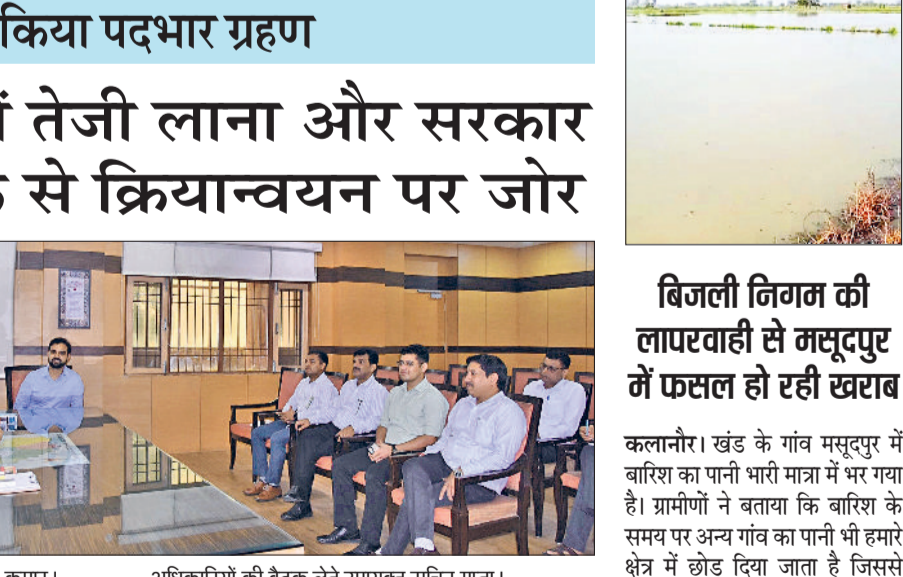 किया पदभार ग्रहण
तेजी लाना और सरकार
से क्रियान्वयन पर जोर
बिजली निगम की
लापरवाही से मसूदपुर
में फसल हो रही खराब
कलानौर। खंड के गांव मसूदपुर में
बारिश का पानी भारी मात्रा में भर गया
है। ग्रामीणों ने बताया कि बारिश के
समय पर अन्य गांव का पानी भी हमारे
क्षेत्र में छोड़ दिया जाता है जिससे